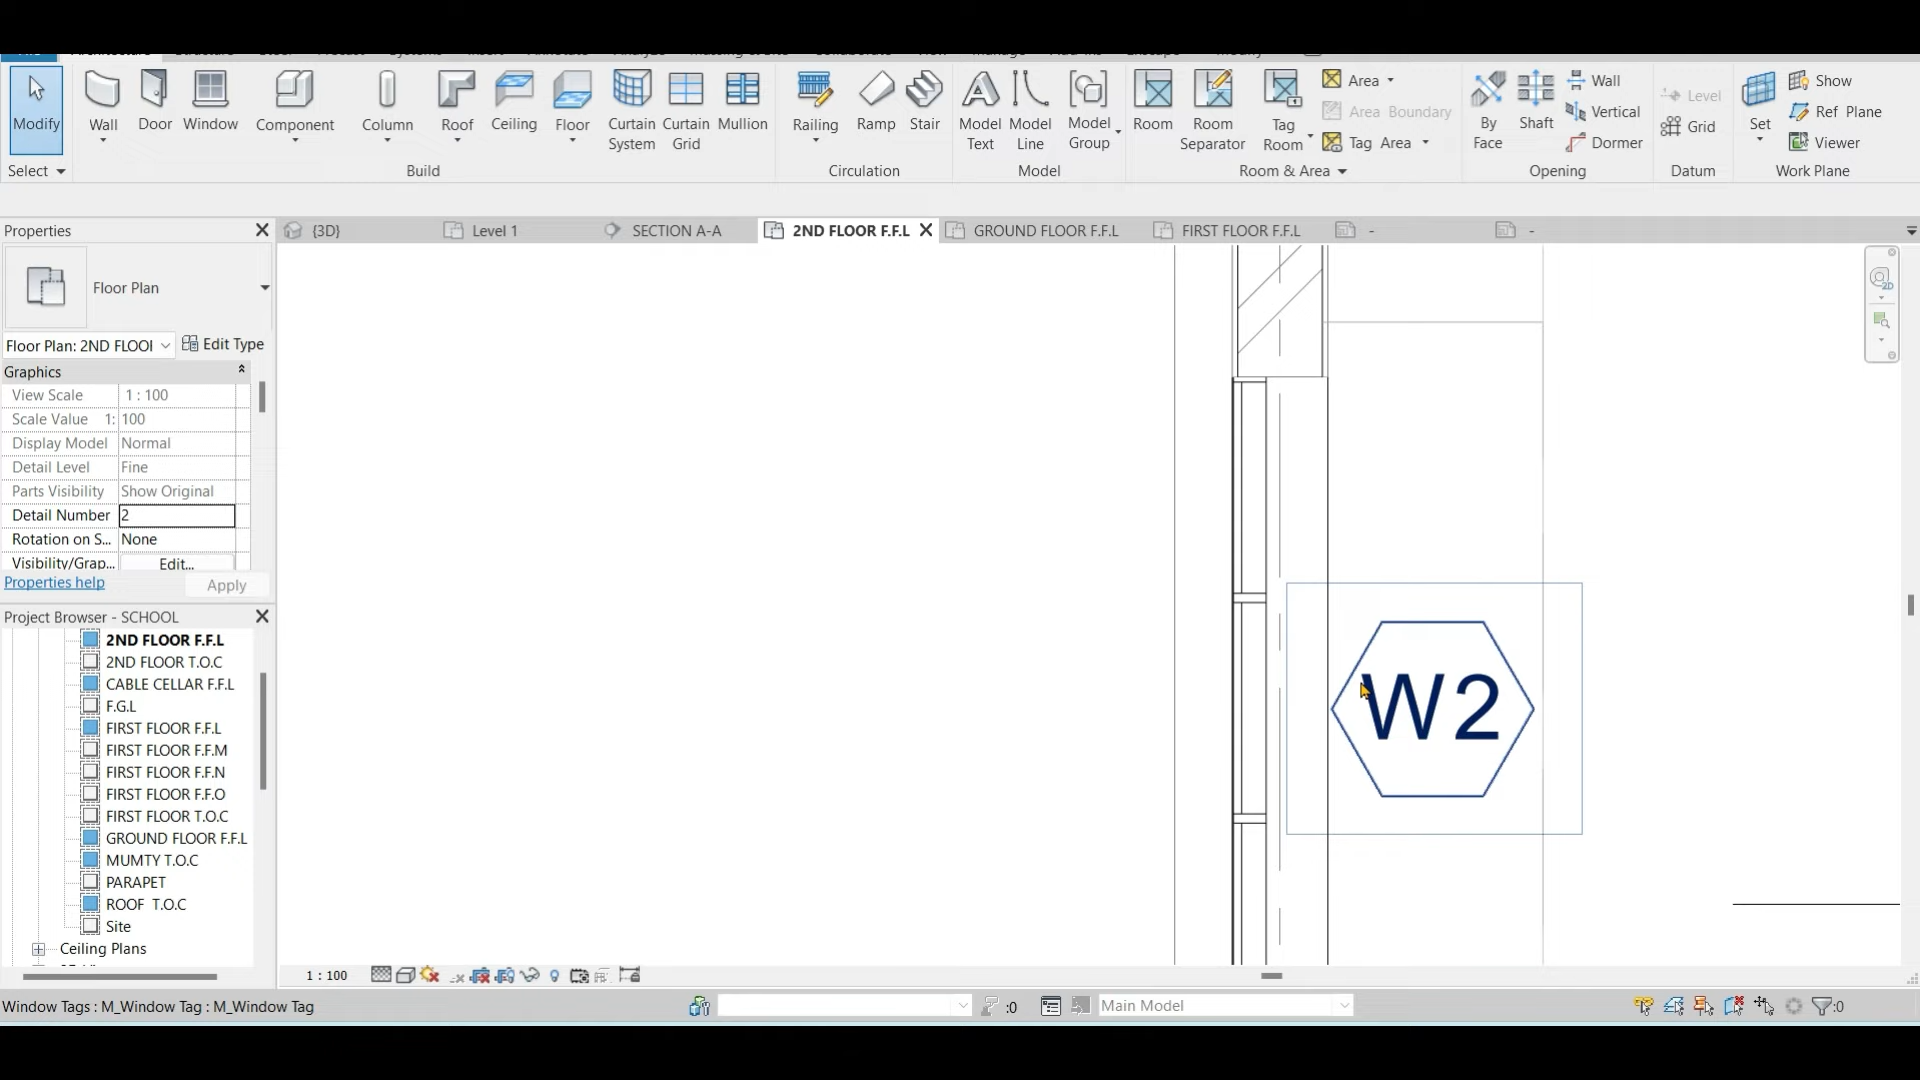 Modify
Wall
Door
Window
Component
Column
Roof
Ceiling
Floor
Curtain System
Curtain Grid
Mullion
Railing
Ramp
Stair
Model Text
Model Line
Model Group
Room
Room Separator
Tag Room
Area
Area Boundary
Tag Area
By Face
Shaft
Wall
Vertical
Dormer
Level
Grid
Set
Show
Ref Plane
Viewer
Select
Build
Circulation
Model
Room & Area
Opening
Datum
Work Plane
Properties
{3D}
Level 1
SECTION A-A
2ND FLOOR F.F.L
GROUND FLOOR F.F.L
FIRST FLOOR F.F.L
-
-
2D
Floor Plan
Floor Plan: 2ND FLOOI
Edit Type
Graphics
View Scale 1 : 100
Scale Value 1: 100
Display Model Normal
Detail Level Fine
Parts Visibility Show Original
Detail Number 2
Rotation on S... None
Visibility/Grap... Edit...
Properties help
Apply
Project Browser - SCHOOL
2ND FLOOR F.F.L
2ND FLOOR T.O.C
CABLE CELLAR F.F.L
F.G.L
FIRST FLOOR F.F.L
FIRST FLOOR F.F.M
FIRST FLOOR F.F.N
FIRST FLOOR F.F.O
FIRST FLOOR T.O.C
GROUND FLOOR F.F.L
MUMTY T.O.C
PARAPET
ROOF T.O.C
Site
Ceiling Plans
W2
1 : 100
Window Tags : M_Window Tag : M_Window Tag
:0
Main Model
:0